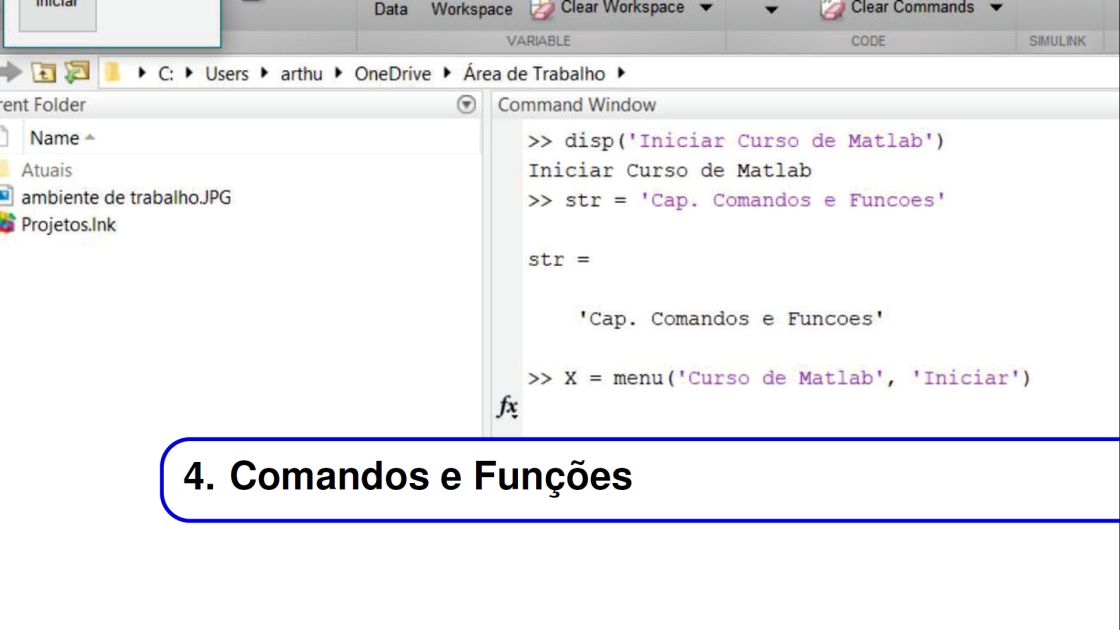 Iniciar
Data Workspace Clear Workspace Clear Commands
VARIABLE CODE SIMULINK
C: Users arthu OneDrive Área de Trabalho
rent Folder
Name
Atuais
ambiente de trabalho.JPG
Projetos.lnk
Command Window
>> disp('Iniciar Curso de Matlab')
Iniciar Curso de Matlab
>> str = 'Cap. Comandos e Funcoes'
str =
'Cap. Comandos e Funcoes'
>> X = menu('Curso de Matlab', 'Iniciar')
fx
4. Comandos e Funções